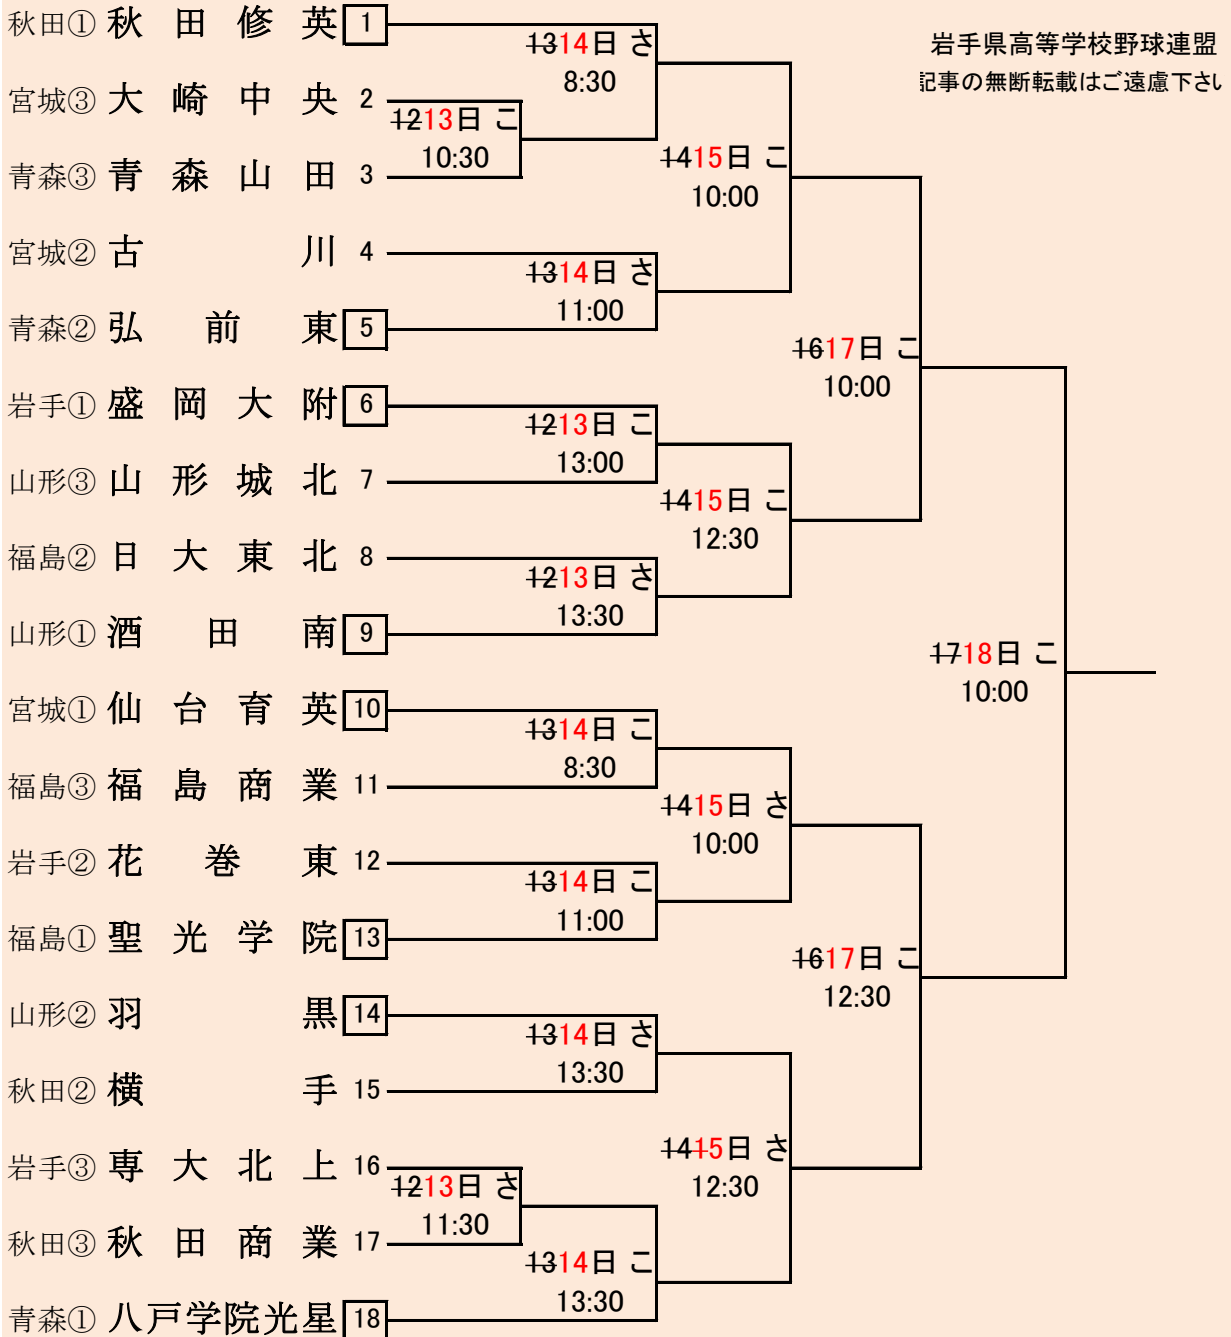 秋田① 秋田修英 1
岩手県高等学校野球連盟
記事の無断転載はご遠慮下さい
1314日 さ
8:30
宮城③ 大崎中央 2
1213日 こ
10:30
青森③ 青森山田 3
1415日 こ
10:00
宮城② 古川 4
1314日 さ
11:00
青森② 弘前東 5
1617日 こ
10:00
岩手① 盛岡大附 6
1213日 こ
13:00
山形③ 山形城北 7
1415日 こ
12:30
福島② 日大東北 8
1213日 さ
13:30
山形① 酒田南 9
1718日 こ
10:00
宮城① 仙台育英 10
1314日 こ
8:30
福島③ 福島商業 11
1415日 さ
10:00
岩手② 花巻東 12
1314日 こ
11:00
福島① 聖光学院 13
1617日 こ
12:30
山形② 羽黒 14
1314日 さ
13:30
秋田② 横手 15
1415日 さ
12:30
岩手③ 専大北上 16
1213日 さ
11:30
秋田③ 秋田商業 17
1314日 こ
13:30
青森① 八戸学院光星 18